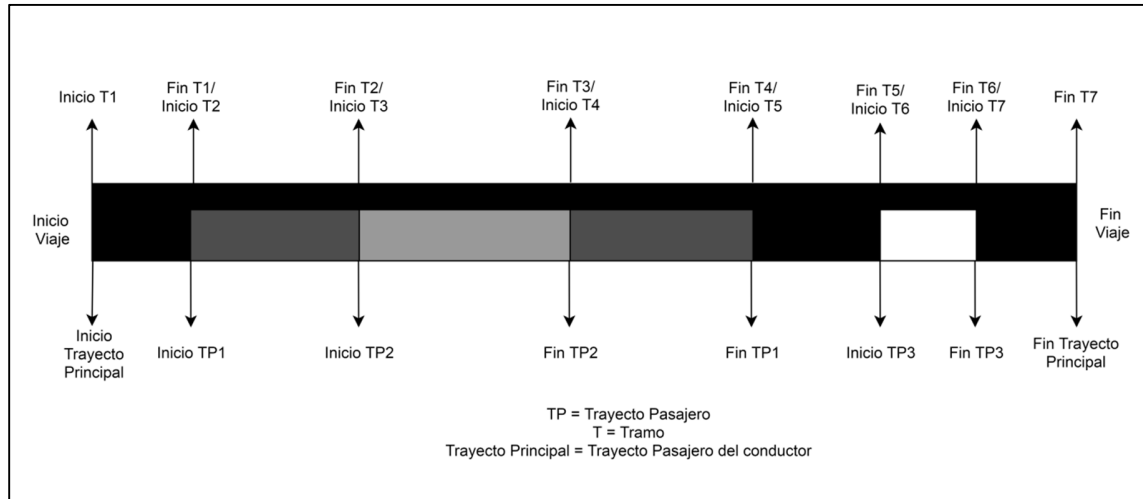 Inicio T1
Fin T1/
Inicio T2
Fin T2/
Inicio T3
Fin T3/
Inicio T4
Fin T4/
Inicio T5
Fin T5/
Inicio T6
Fin T6/
Inicio T7
Fin T7
Inicio
Viaje
Fin
Viaje
Inicio
Trayecto
Principal
Inicio TP1
Inicio TP2
Fin TP2
Fin TP1
Inicio TP3
Fin TP3
Fin Trayecto
Principal
TP = Trayecto Pasajero
T = Tramo
Trayecto Principal = Trayecto Pasajero del conductor